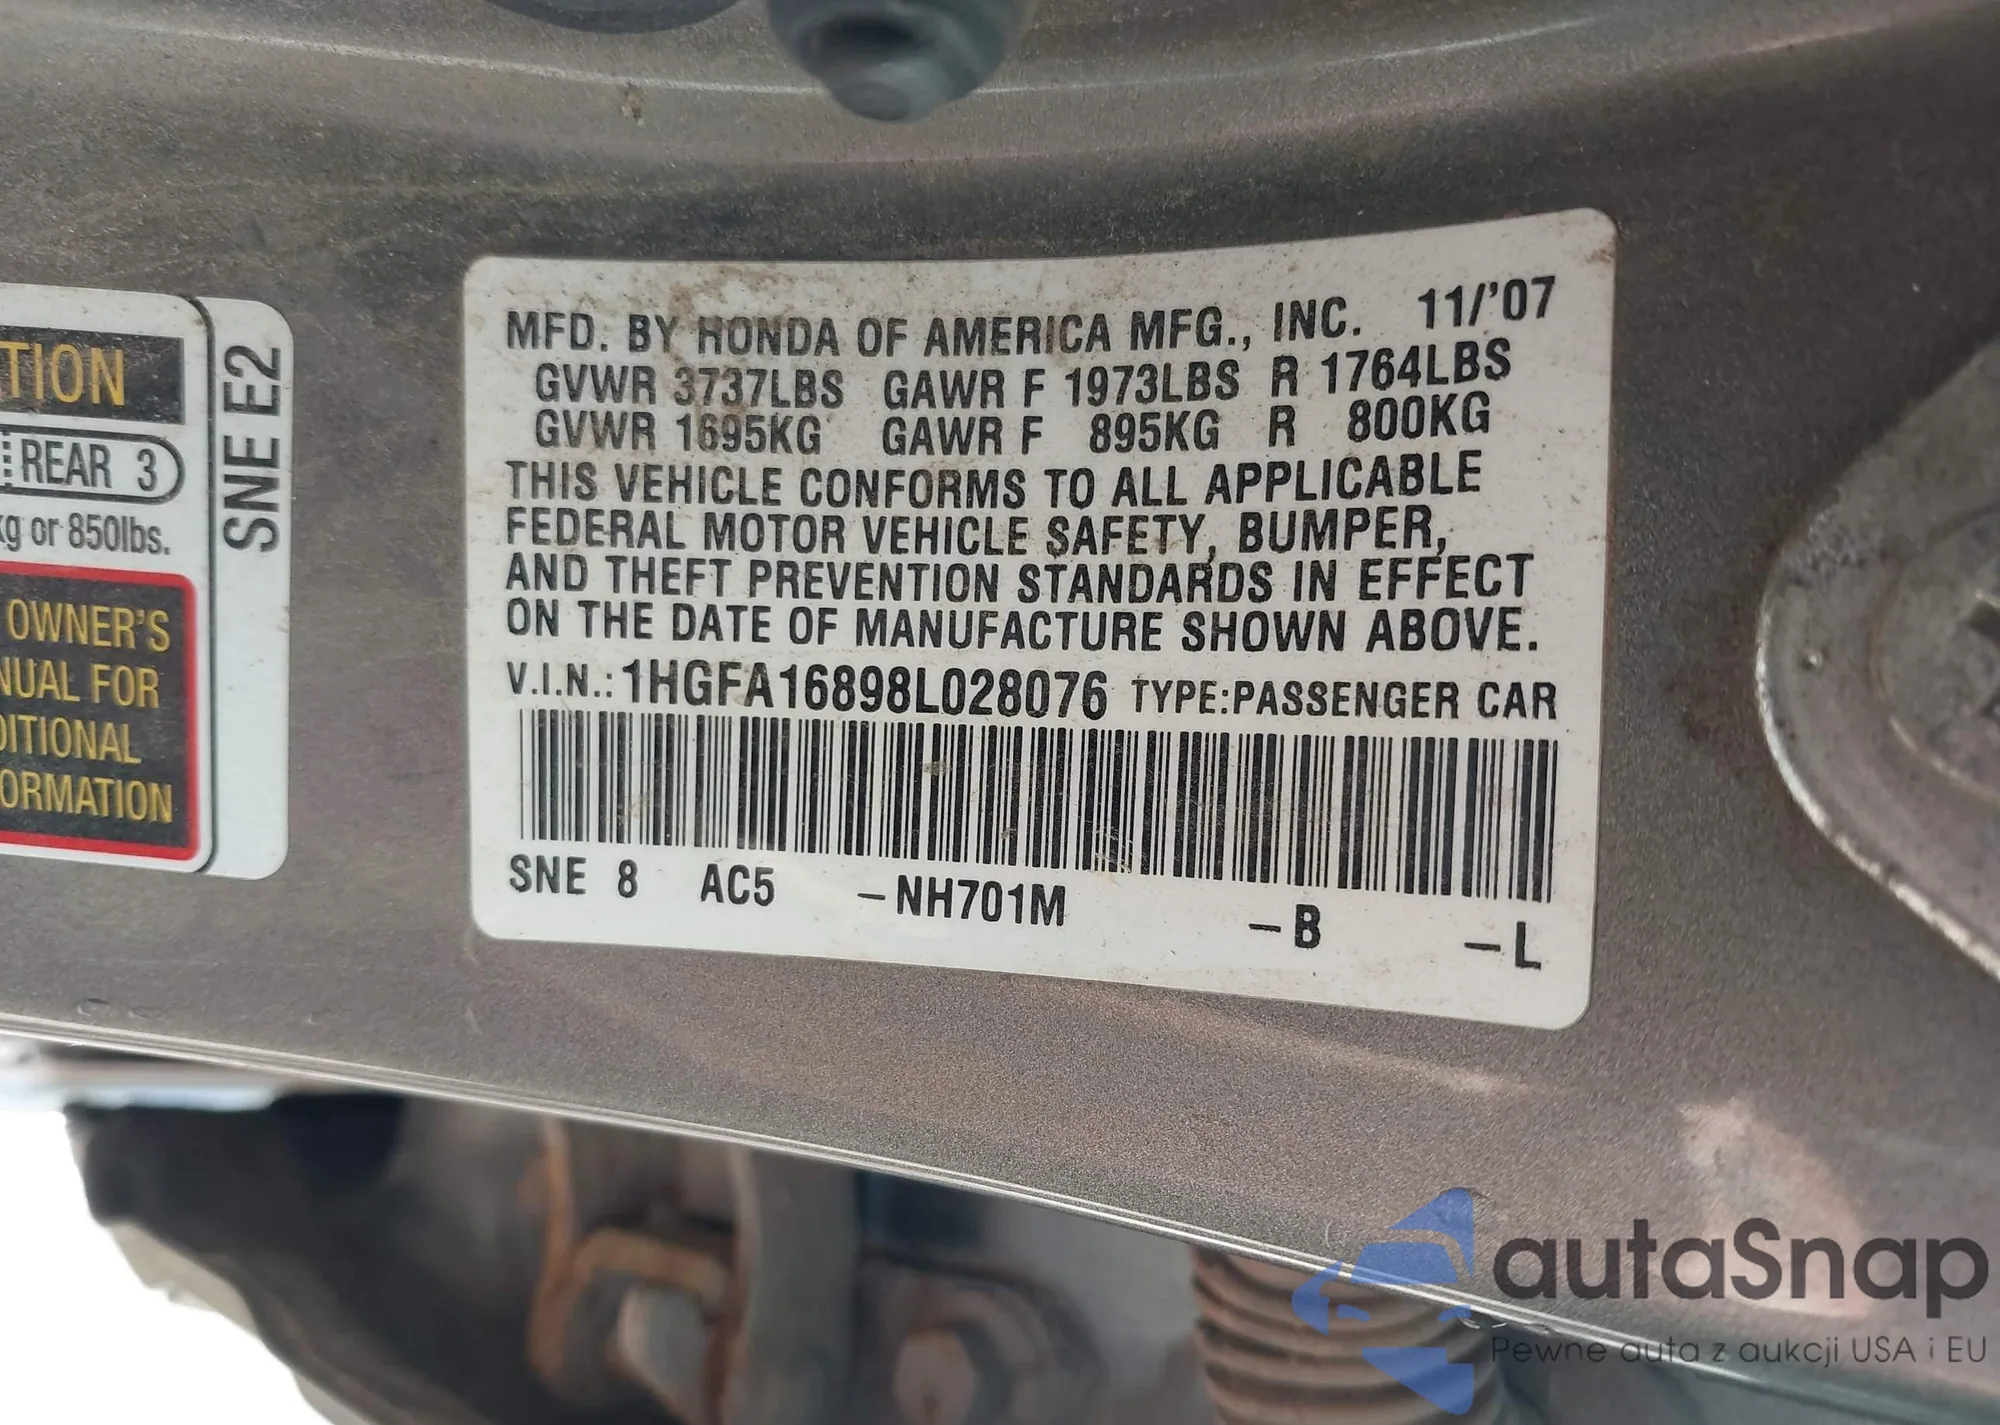 TION
REAR 3
kg or 850lbs.
OWNER'S
NUAL FOR
DITIONAL
ORMATION
SNE E2
MFD. BY HONDA OF AMERICA MFG., INC. 11/'07
GVWR 3737LBS GAWR F 1973LBS R 1764LBS
GVWR 1695KG GAWR F 895KG R 800KG
THIS VEHICLE CONFORMS TO ALL APPLICABLE
FEDERAL MOTOR VEHICLE SAFETY, BUMPER,
AND THEFT PREVENTION STANDARDS IN EFFECT
ON THE DATE OF MANUFACTURE SHOWN ABOVE.
V.I.N.: 1HGFA16898L028076 TYPE:PASSENGER CAR
SNE 8 AC5 -NH701M -B -L
autaSnap
Pewne auta z aukcji USA i EU